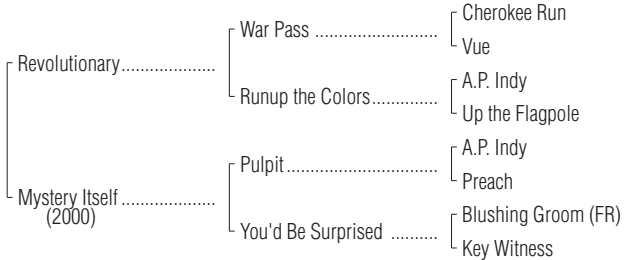 Cherokee Run
War Pass ..........................
Vue
Revolutionary....................
A.P. Indy
Runup the Colors..............
Up the Flagpole
A.P. Indy
Pulpit................................
Preach
Mystery Itself ....................
(2000)
Blushing Groom (FR)
You'd Be Surprised ..........
Key Witness